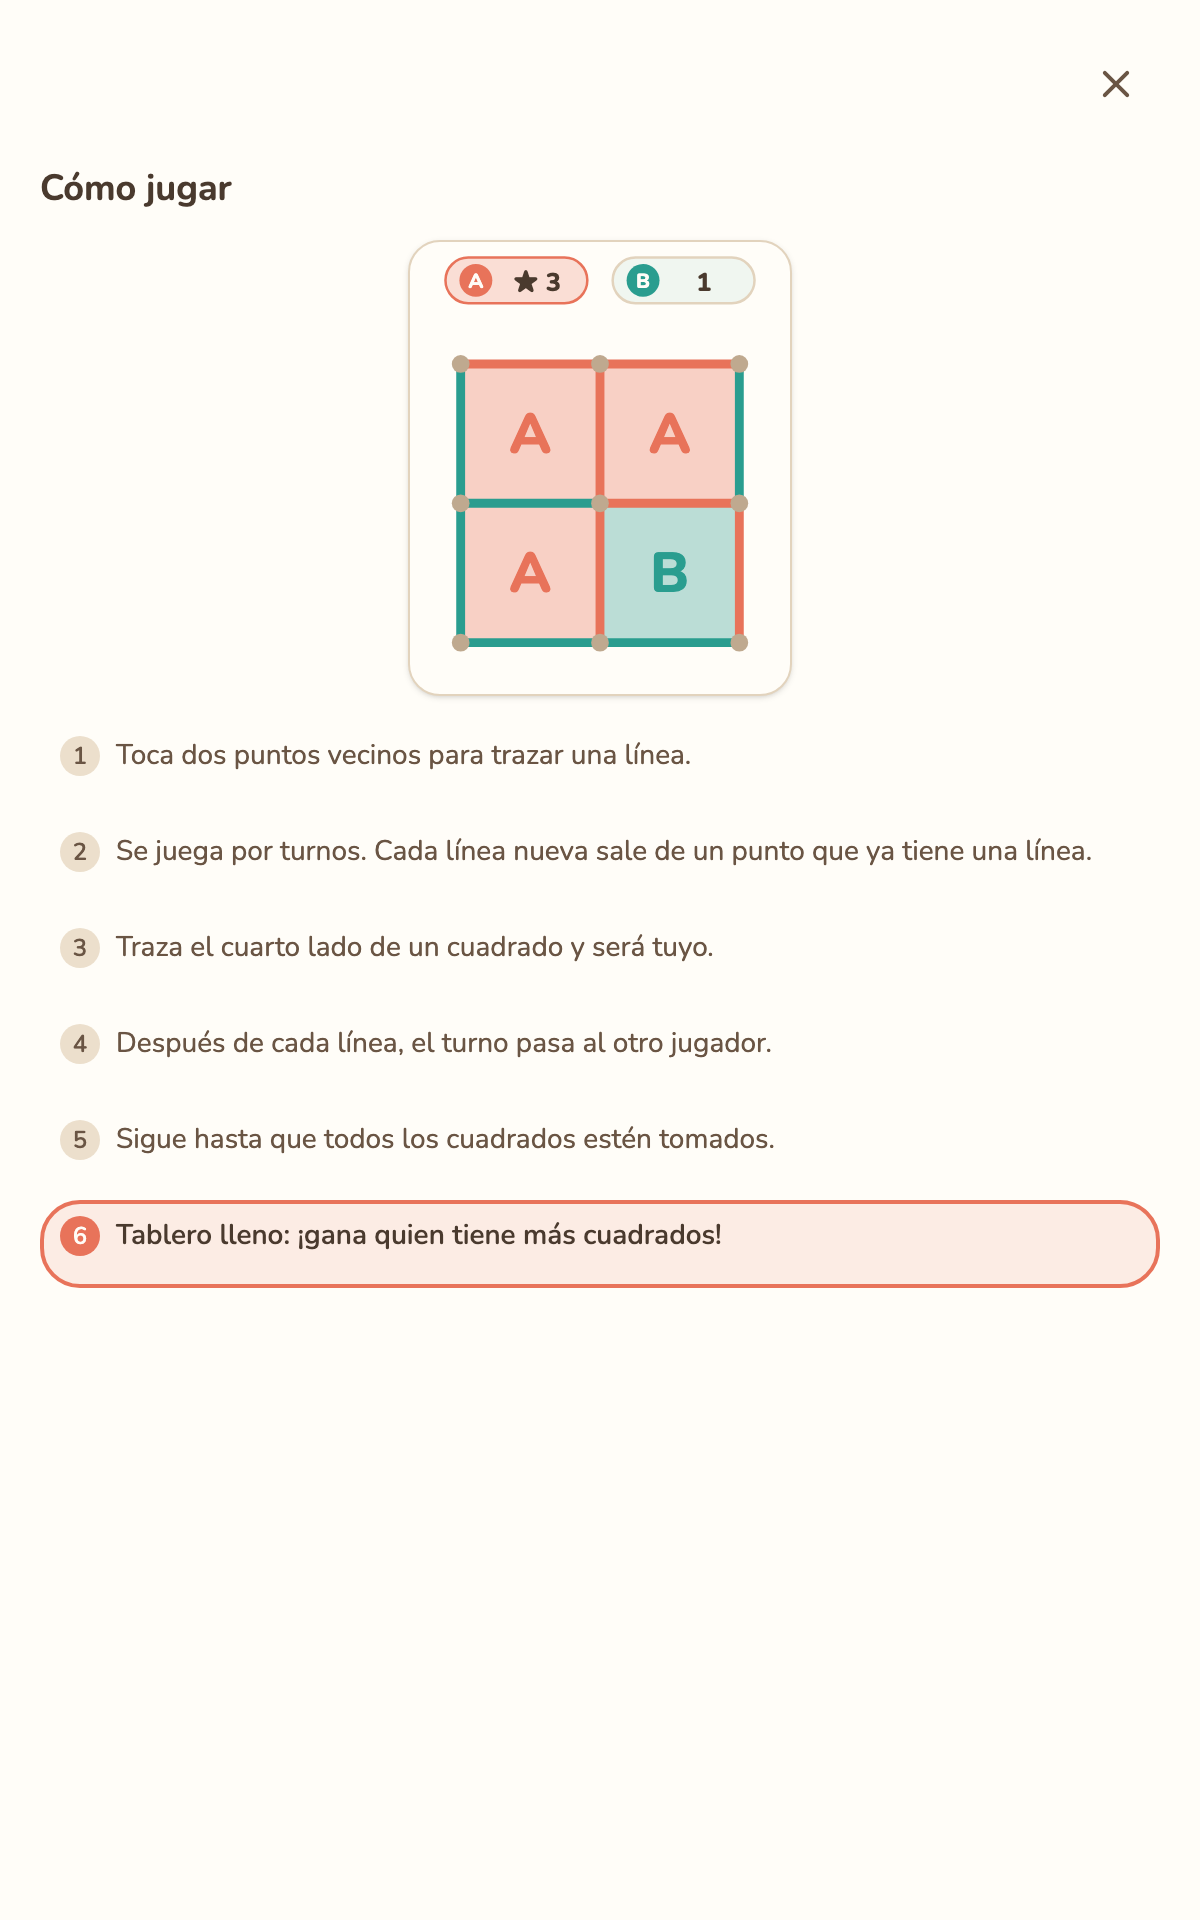 Cómo jugar
A ★ 3 B 1
A A
A B
1 Toca dos puntos vecinos para trazar una línea.
2 Se juega por turnos. Cada línea nueva sale de un punto que ya tiene una línea.
3 Traza el cuarto lado de un cuadrado y será tuyo.
4 Después de cada línea, el turno pasa al otro jugador.
5 Sigue hasta que todos los cuadrados estén tomados.
6 Tablero lleno: ¡gana quien tiene más cuadrados!